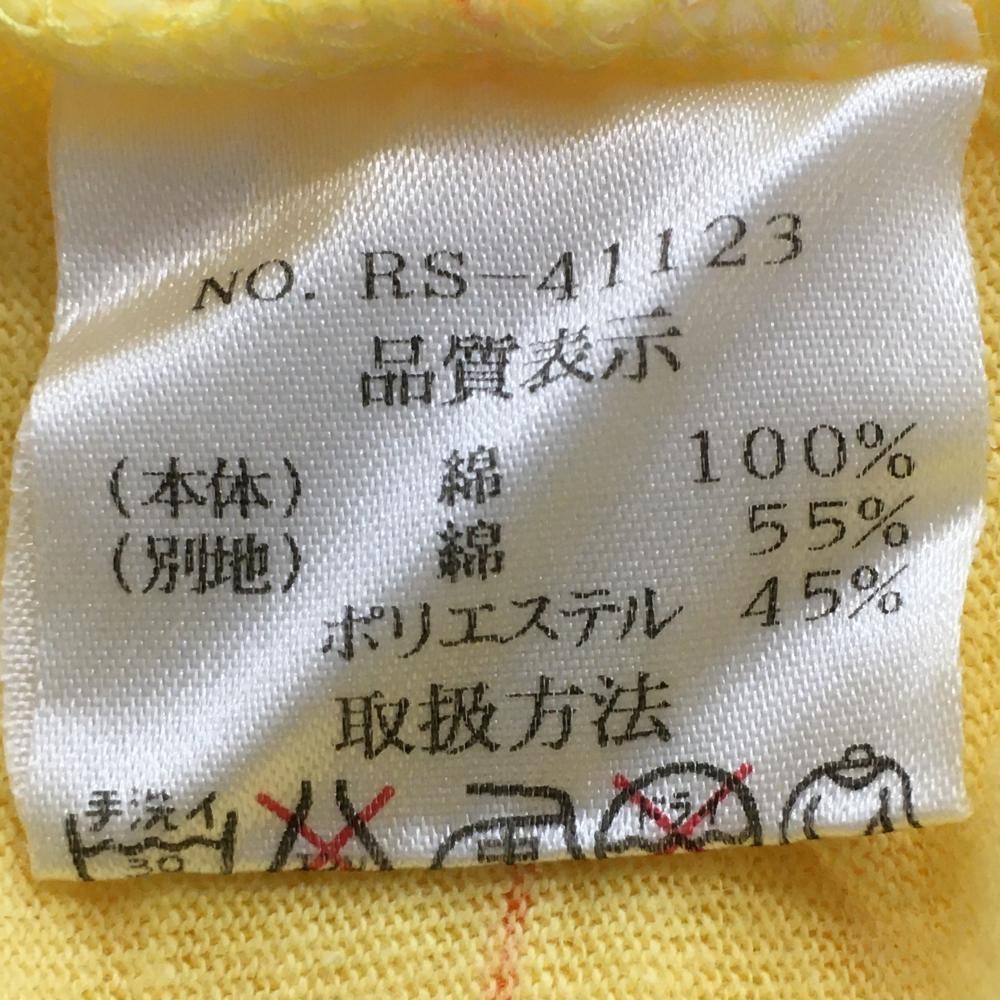 NO. RS-41123
品質表示
(本体) 綿 100%
(別地) 綿 55%
ポリエステル 45%
取扱方法
手洗イ
30